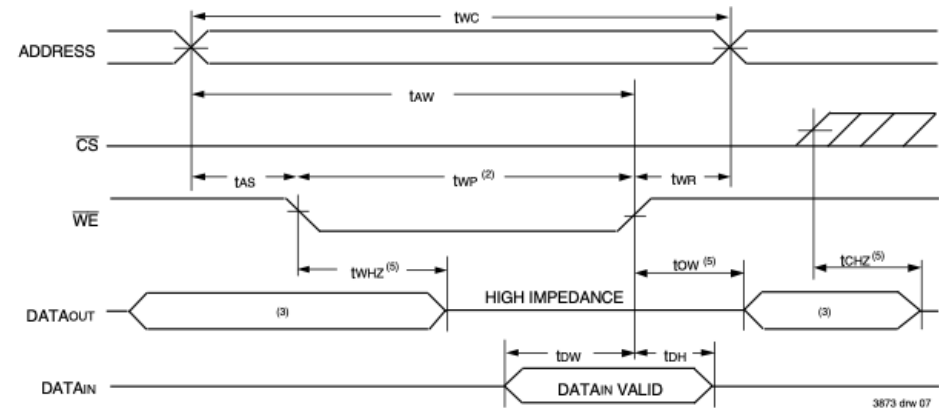 tWC
ADDRESS
tAW
CS
tAS
tWP (2)
tWR
WE
tWHZ (5)
tOW (5)
tCHZ (5)
HIGH IMPEDANCE
DATAOUT
(3)
(3)
tDW
tDH
DATAIN
DATAIN VALID
3873 drw 07